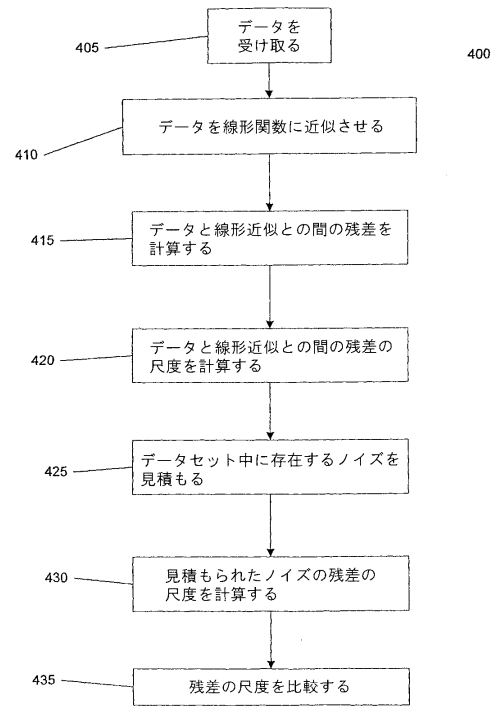 データを
受け取る
405
400
データを線形関数に近似させる
410
データと線形近似との間の残差を
計算する
415
データと線形近似との間の残差の
尺度を計算する
420
データセット中に存在するノイズを
見積もる
425
見積もられたノイズの残差の
尺度を計算する
430
残差の尺度を比較する
435